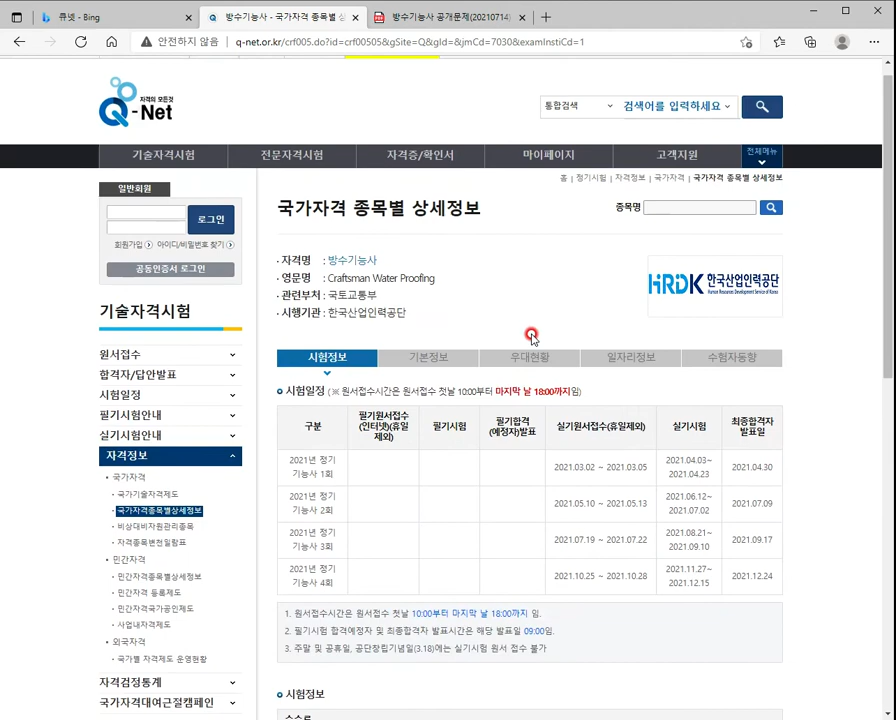 큐넷 - Bing
방수기능사 - 국가자격 종목별 상
방수기능사 공개문제(20210714)
안전하지 않음
q-net.or.kr/crf005.do?id=crf00505&gSite=Q&gId=&jmCd=7030&examInstiCd=1
자격의 모든것
Q-Net
통합검색
검색어를 입력하세요
기술자격시험 전문자격시험 자격증/확인서 마이페이지 고객지원 전체메뉴
홈 | 정기시험 | 자격정보 | 국가자격 | 국가자격 종목별 상세정보
일반회원
로그인
회원가입 아이디/비밀번호 찾기
공동인증서 로그인
국가자격 종목별 상세정보
종목명
· 자격명 : 방수기능사
· 영문명 : Craftsman Water Proofing
· 관련부처 : 국토교통부
· 시행기관 : 한국산업인력공단
HRDK 한국산업인력공단
Human Resources Development Service of Korea
기술자격시험
원서접수
합격자/답안발표
시험일정
필기시험안내
실기시험안내
자격정보
· 국가자격
· 국가기술자격제도
· 국가자격종목별상세정보
· 비상대비자원관리종목
· 자격종목변천일람표
· 민간자격
· 민간자격종목별상세정보
· 민간자격 등록제도
· 민간자격국가공인제도
· 사업내자격제도
· 외국자격
· 국가별 자격제도 운영현황
자격검정통계
국가자격대여근절캠페인
시험정보 기본정보 우대현황 일자리정보 수험자동향
시험일정 (※ 원서접수시간은 원서접수 첫날 10:00부터 마지막 날 18:00까지임)
구분 필기원서접수 (인터넷)(휴일 제외) 필기시험 필기합격 (예정자)발표 실기원서접수(휴일제외) 실기시험 최종합격자 발표일
2021년 정기 기능사 1회 2021.03.02 ~ 2021.03.05 2021.04.03~ 2021.04.23 2021.04.30
2021년 정기 기능사 2회 2021.05.10 ~ 2021.05.13 2021.06.12~ 2021.07.02 2021.07.09
2021년 정기 기능사 3회 2021.07.19 ~ 2021.07.22 2021.08.21~ 2021.09.10 2021.09.17
2021년 정기 기능사 4회 2021.10.25 ~ 2021.10.28 2021.11.27~ 2021.12.15 2021.12.24
1. 원서접수시간은 원서접수 첫날 10:00부터 마지막 날 18:00까지 임.
2. 필기시험 합격예정자 및 최종합격자 발표시간은 해당 발표일 09:00임.
3. 주말 및 공휴일, 공단창립기념일(3.18)에는 실기시험 원서 접수 불가
시험정보
수수료